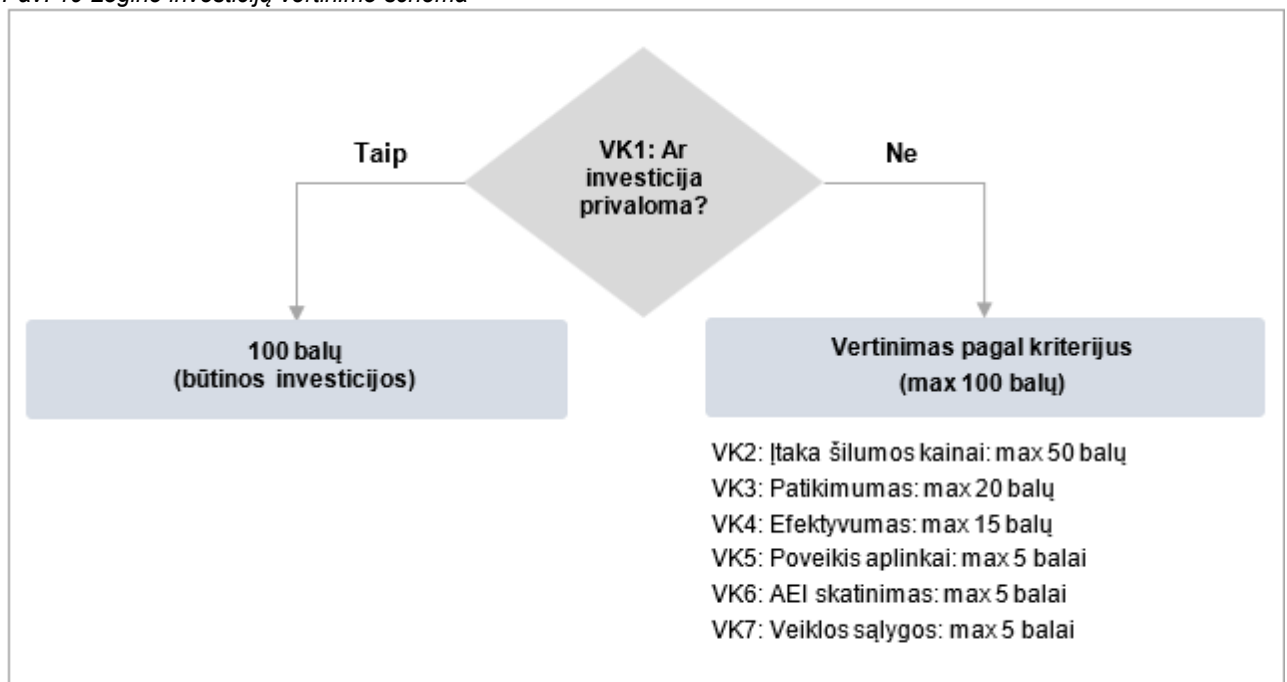 Taip
VK1: Ar
investicija
privaloma?
Ne
100 balų
(būtinos investicijos)
Vertinimas pagal kriterijus
(max 100 balų)
VK2: Įtaka šilumos kainai: max 50 balų
VK3: Patikimumas: max 20 balų
VK4: Efektyvumas: max 15 balų
VK5: Poveikis aplinkai: max 5 balai
VK6: AEI skatinimas: max 5 balai
VK7: Veiklos sąlygos: max 5 balai